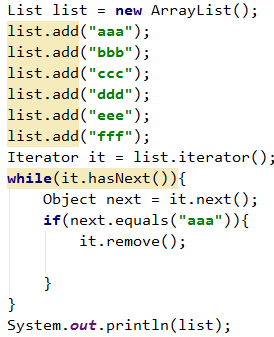 List list = new ArrayList();
list.add("aaa");
list.add("bbb");
list.add("ccc");
list.add("ddd");
list.add("eee");
list.add("fff");
Iterator it = list.iterator();
while(it.hasNext()){
    Object next = it.next();
    if(next.equals("aaa")){
        it.remove();
    }
}
System.out.println(list);